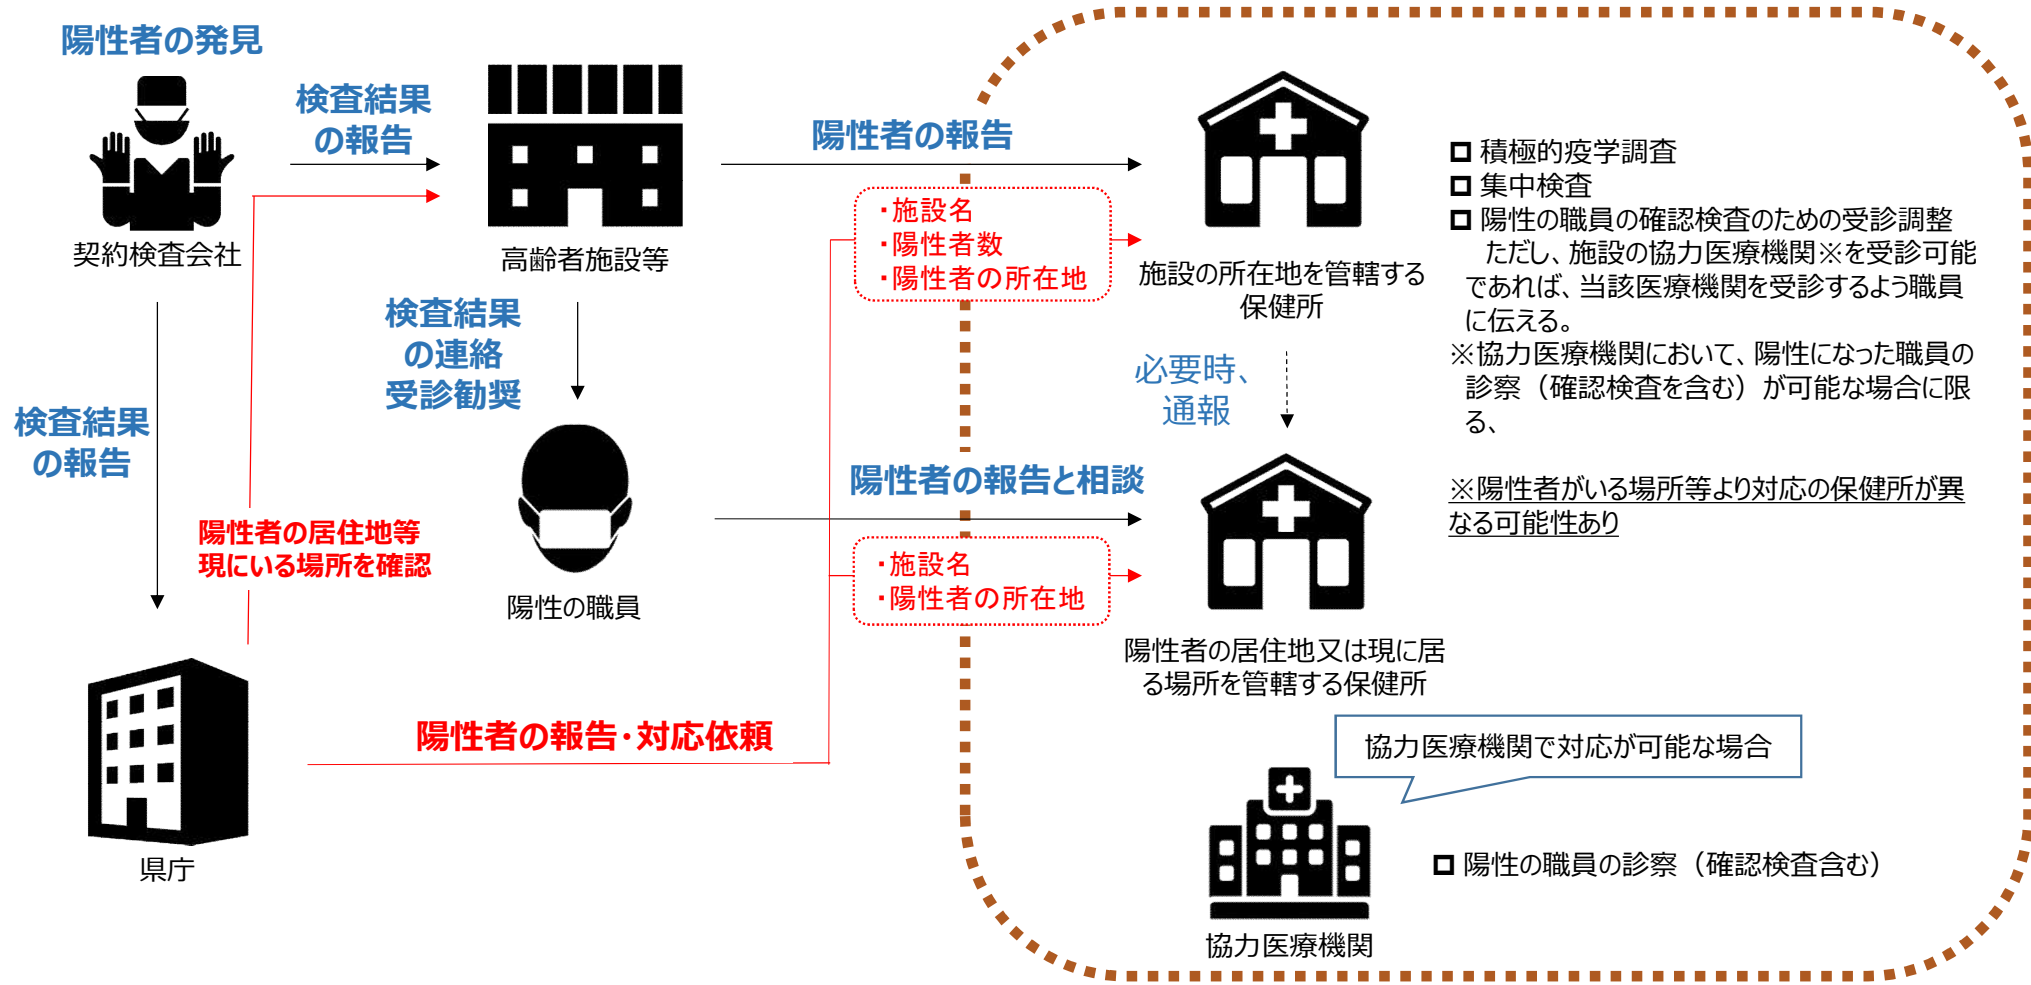 陽性者の発見
検査結果
の報告
契約検査会社
高齢者施設等
陽性者の報告
・施設名
・陽性者数
・陽性者の所在地
施設の所在地を管轄する
保健所
積極的疫学調査
集中検査
陽性の職員の確認検査のための受診調整
ただし、施設の協力医療機関※を受診可能
であれば、当該医療機関を受診するよう職員
に伝える。
※協力医療機関において、陽性になった職員の
診察（確認検査を含む）が可能な場合に限
る、
※陽性者がいる場所等より対応の保健所が異
なる可能性あり
検査結果
の連絡
受診勧奨
必要時、
通報
検査結果
の報告
陽性者の居住地等
現にいる場所を確認
陽性の職員
陽性者の報告と相談
・施設名
・陽性者の所在地
陽性者の居住地又は現に居
る場所を管轄する保健所
陽性者の報告・対応依頼
県庁
協力医療機関で対応が可能な場合
陽性の職員の診察（確認検査含む）
協力医療機関